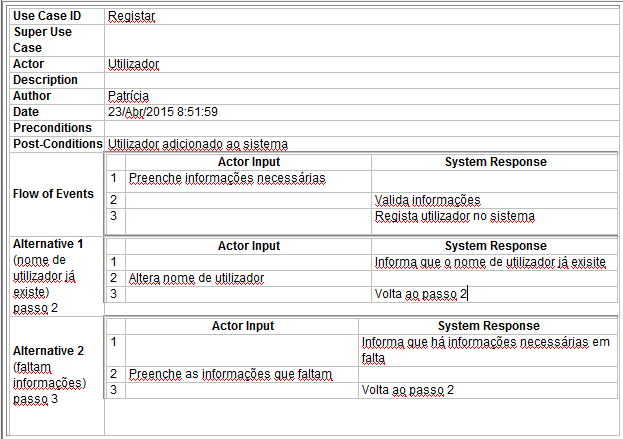 Use Case ID Registar
Super Use
Case
Actor Utilizador
Description
Author Patrícia
Date 23/Abr/2015 8:51:59
Preconditions
Post-Conditions Utilizador adicionado ao sistema
Flow of Events
Actor Input System Response
1 Preenche informações necessárias
2 Valida informações
3 Regista utilizador no sistema
Alternative 1
(nome de
utilizador já
existe)
passo 2
Actor Input System Response
1 Informa que o nome de utilizador já exisite
2 Altera nome de utilizador
3 Volta ao passo 2
Alternative 2
(faltam
informações)
passo 3
Actor Input System Response
1 Informa que há informações necessárias em
falta
2 Preenche as informações que faltam
3 Volta ao passo 2